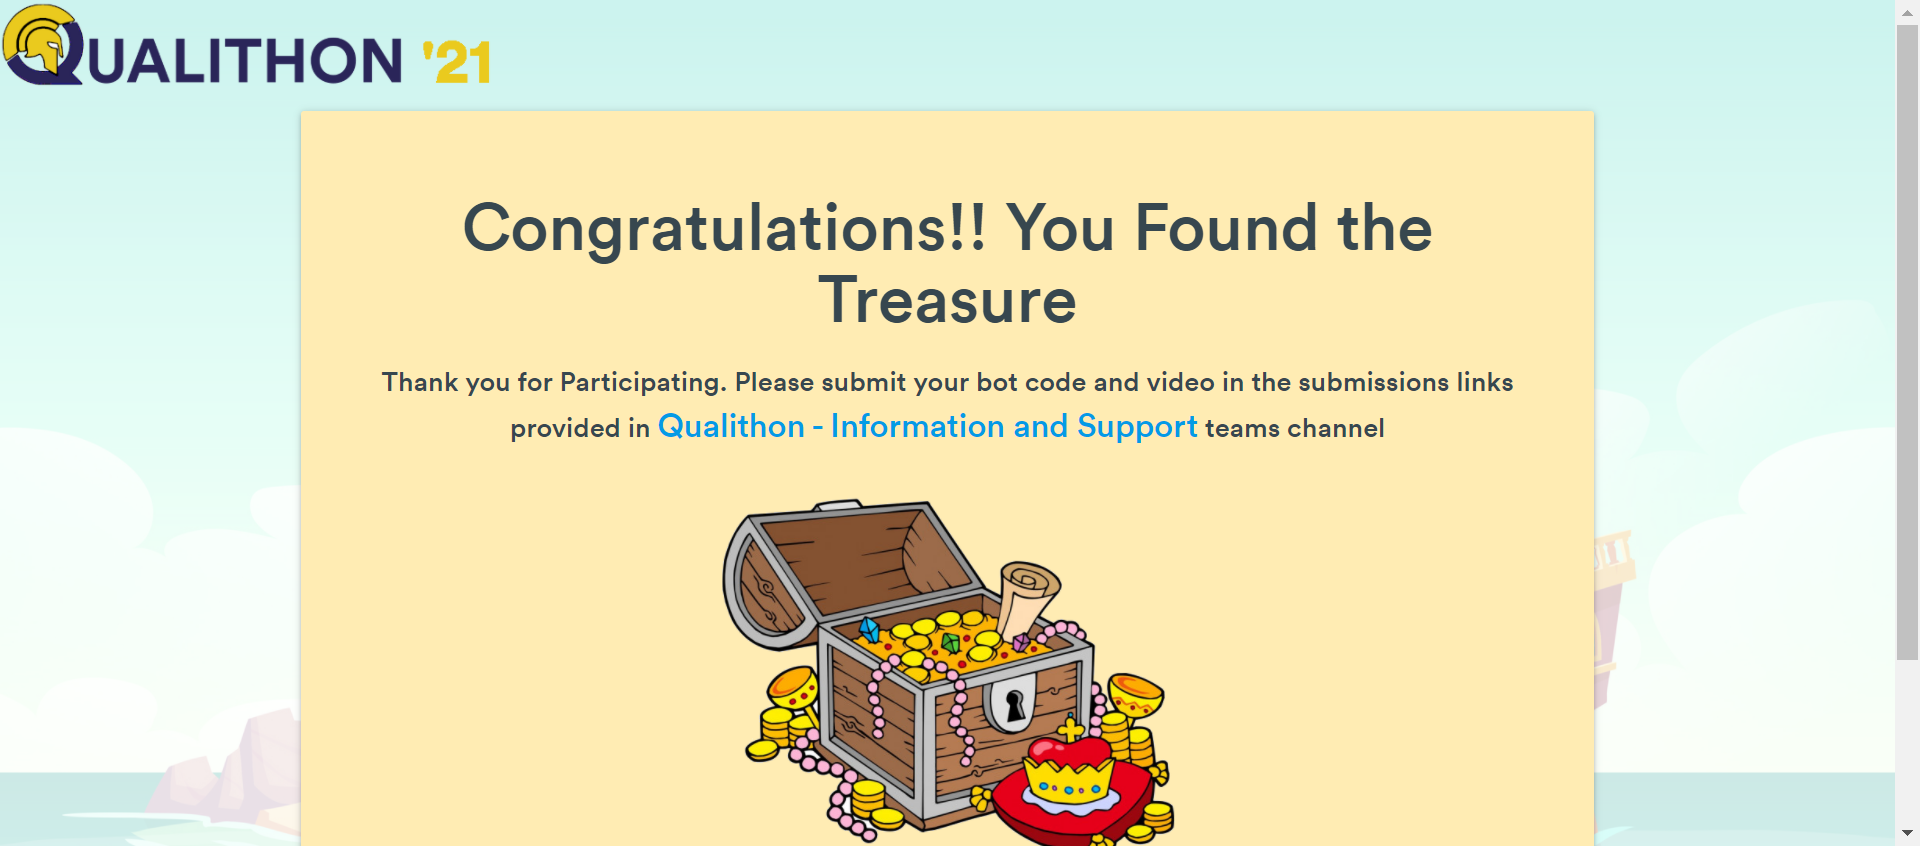 QUALITHON '21
Congratulations!! You Found the
Treasure
Thank you for Participating. Please submit your bot code and video in the submissions links
provided in Qualithon - Information and Support teams channel